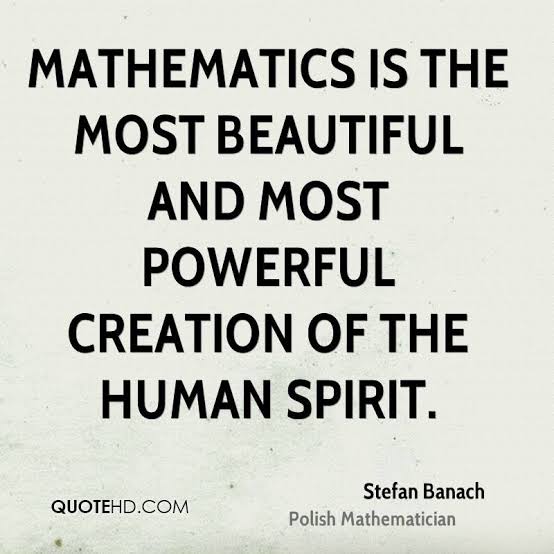 MATHEMATICS IS THE
MOST BEAUTIFUL
AND MOST
POWERFUL
CREATION OF THE
HUMAN SPIRIT.
Stefan Banach
Polish Mathematician
QUOTEHD.COM